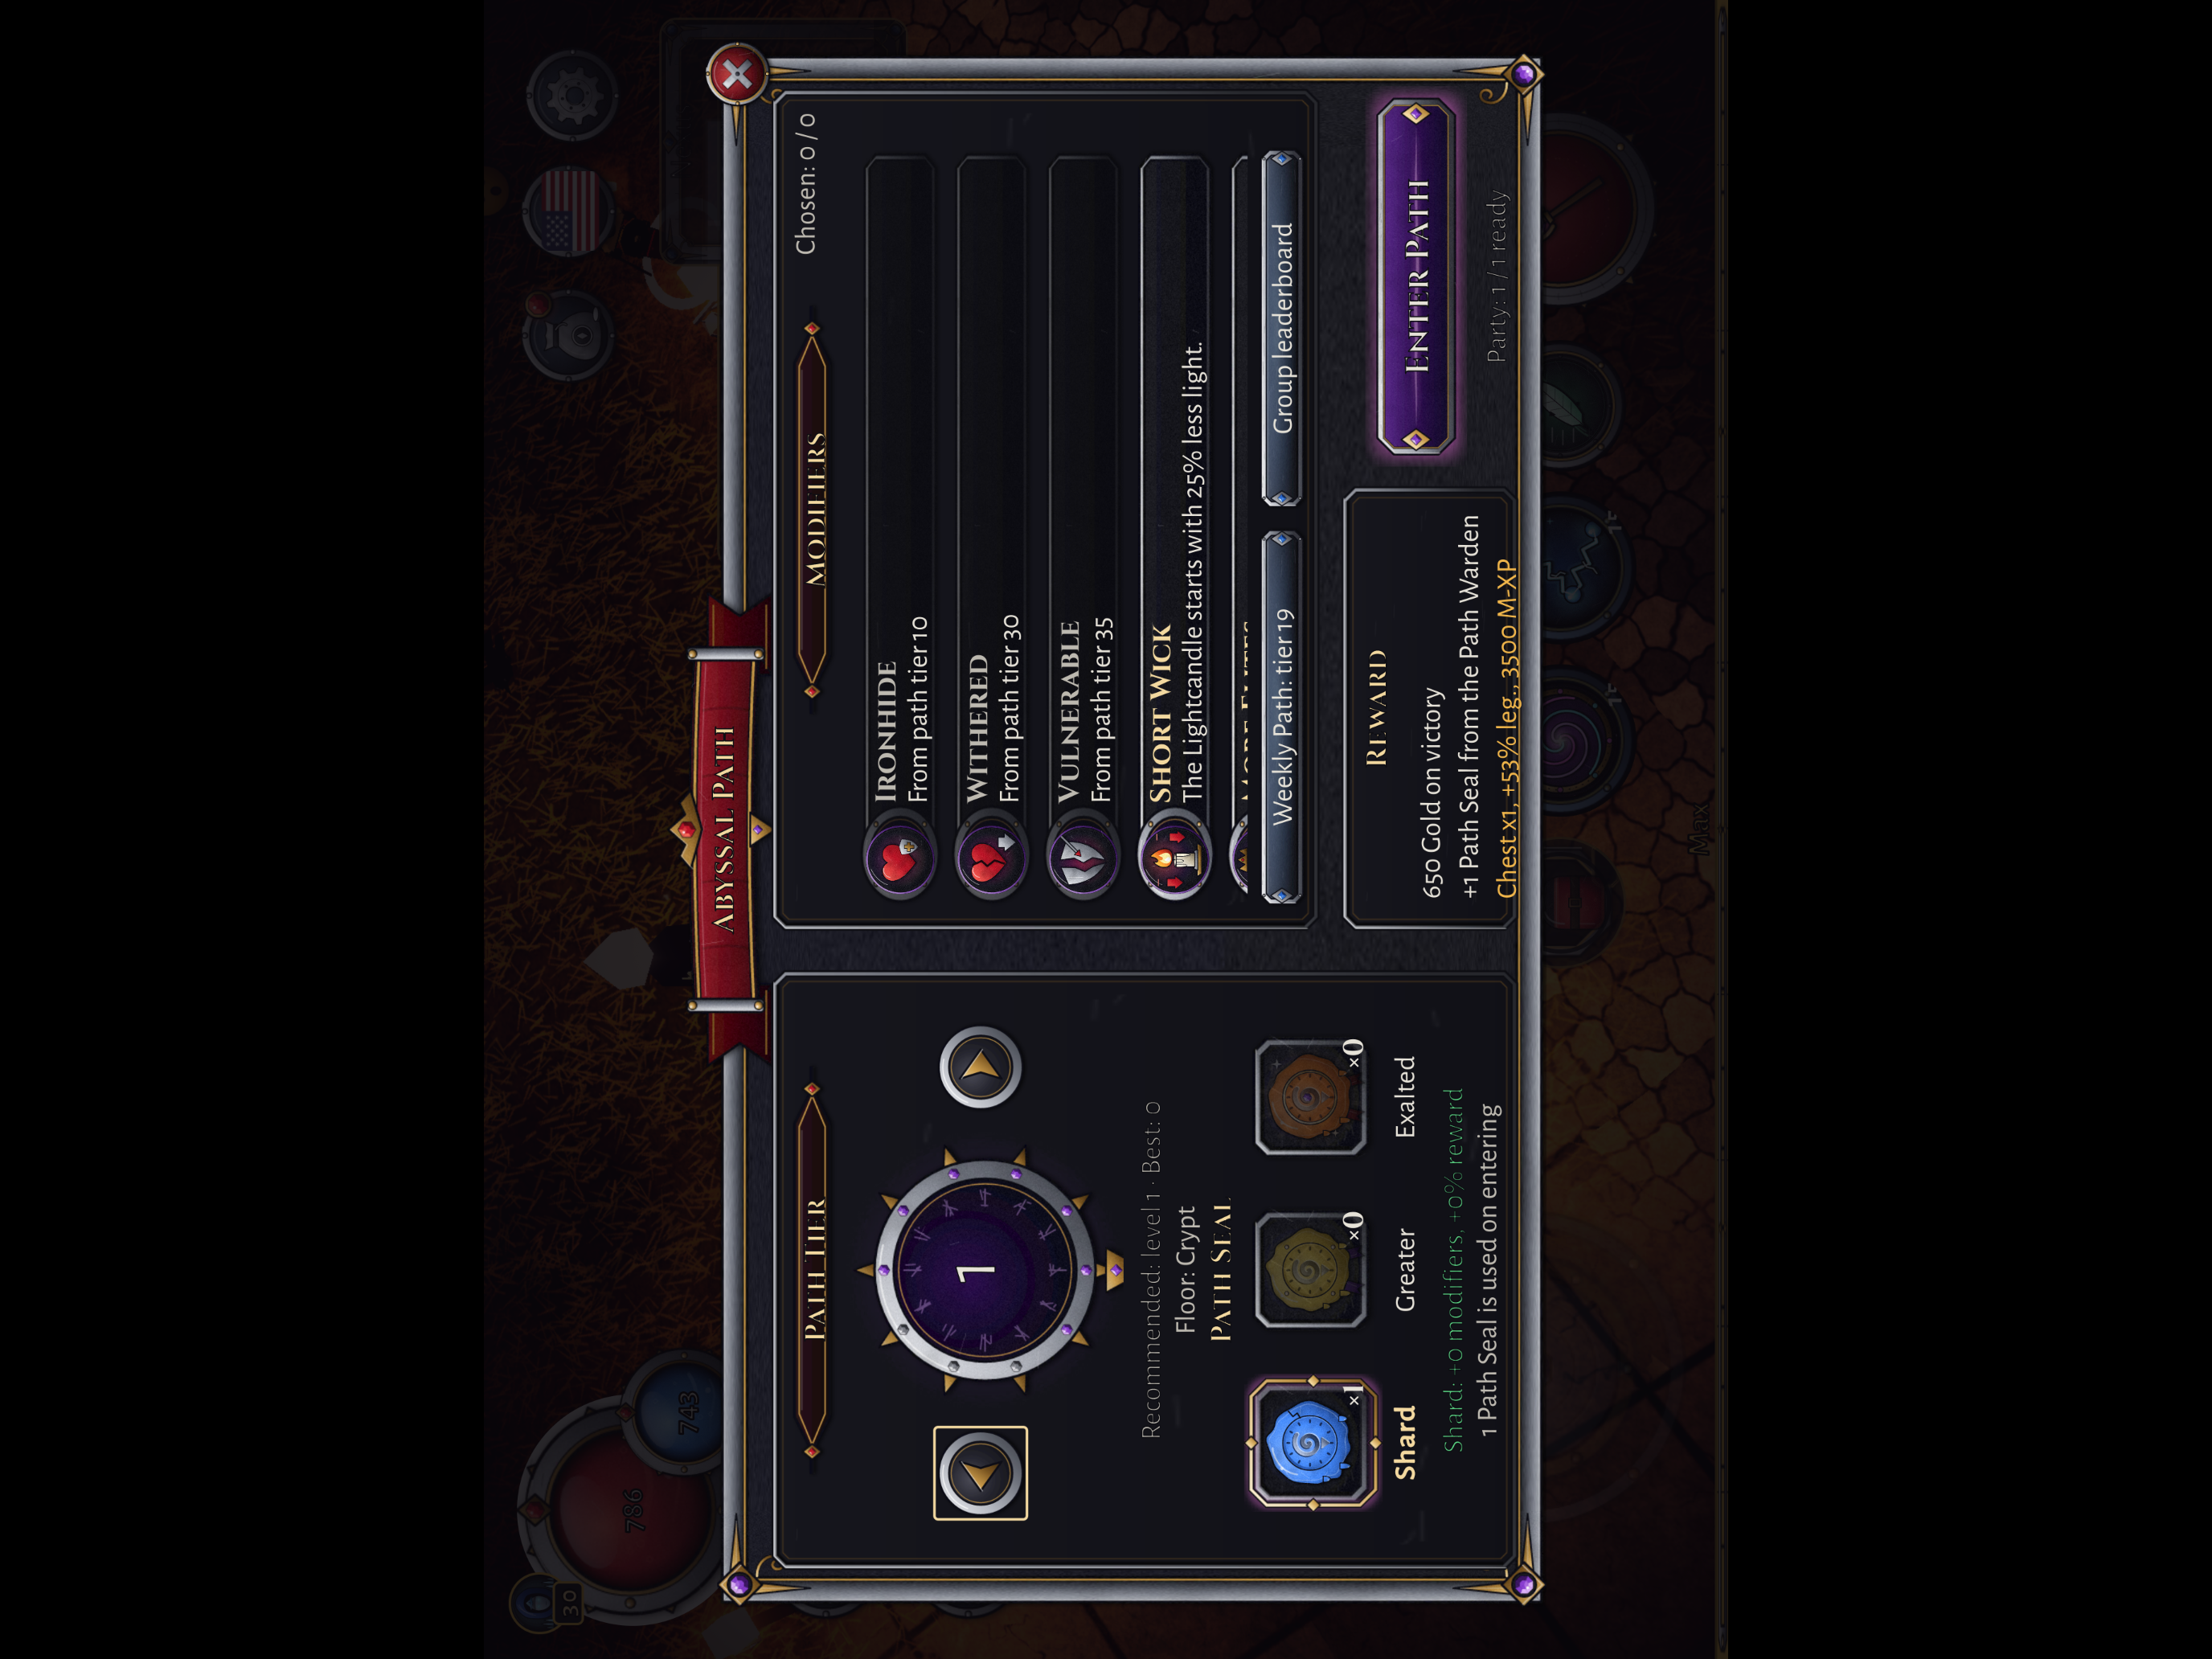 30
786
743
ABYSSAL PATH
PATH TIER
1
Recommended: level 1 · Best: 0
Floor: Crypt
PATH SEAL
×1
×0
×0
Shard
Greater
Exalted
Shard: +0 modifiers, +0% reward
1 Path Seal is used on entering
MODIFIERS
Chosen: 0 / 0
IRONHIDE
From path tier 10
WITHERED
From path tier 30
VULNERABLE
From path tier 35
SHORT WICK
The Lightcandle starts with 25% less light.
Weekly Path: tier 19
Group leaderboard
REWARD
650 Gold on victory
+1 Path Seal from the Path Warden
Chest x1, +53% leg., 3500 M-XP
ENTER PATH
Party: 1 / 1 ready
Max